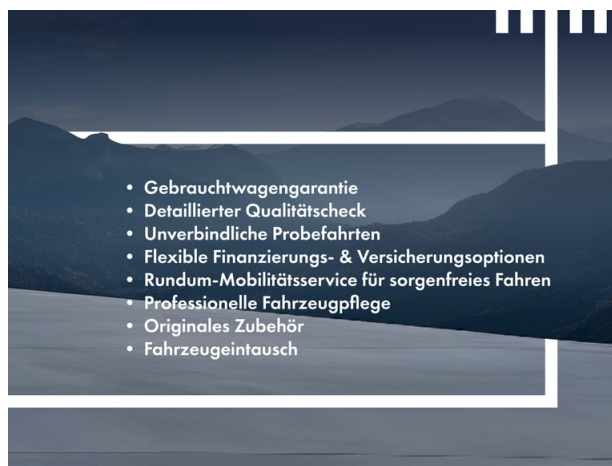 • Gebrauchtwagengarantie
• Detaillierter Qualitätscheck
• Unverbindliche Probefahrten
• Flexible Finanzierungs- & Versicherungsoptionen
• Rundum-Mobilitätsservice für sorgenfreies Fahren
• Professionelle Fahrzeugpflege
• Originales Zubehör
• Fahrzeugeintausch